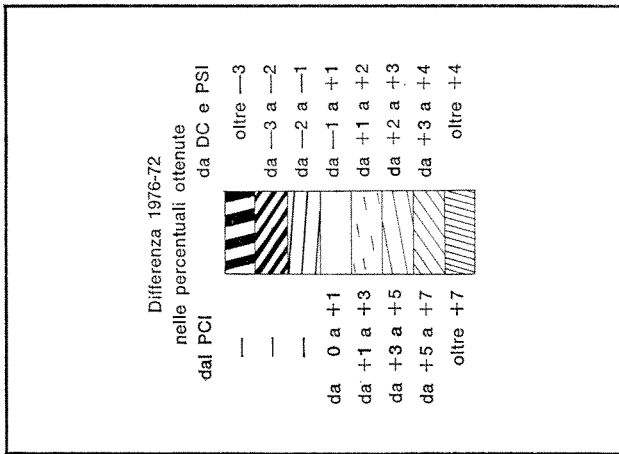 Differenza 1976-72
nelle percentuali ottenute
dal PCI da DC e PSI
— oltre —3
— da —3 a —2
— da —2 a —1
da 0 a +1 da —1 a +1
da +1 a +3 da +1 a +2
da +3 a +5 da +2 a +3
da +5 a +7 da +3 a +4
oltre +7 oltre +4